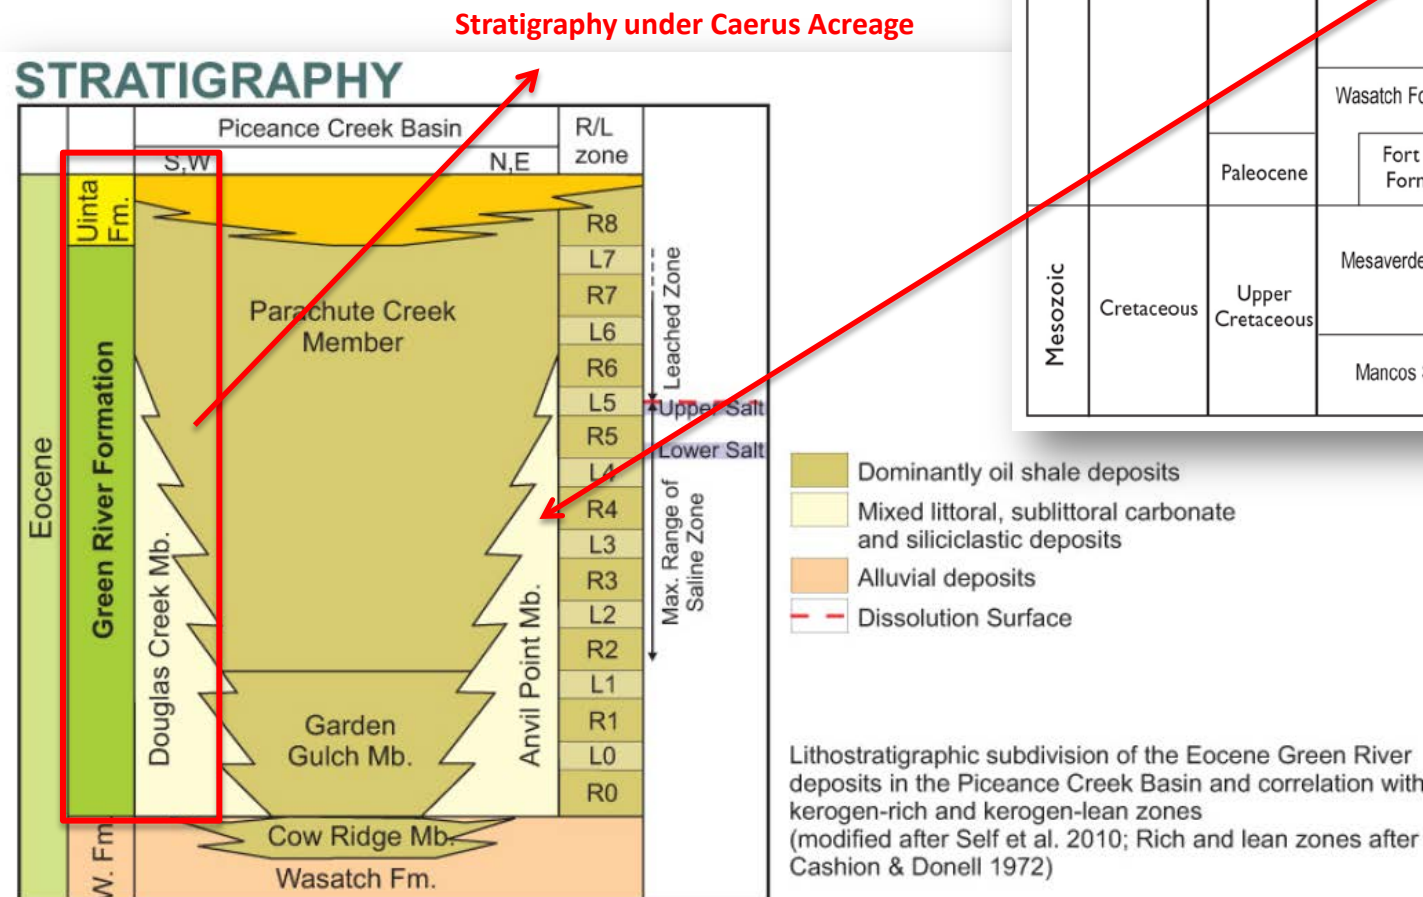 Stratigraphy under Caerus Acreage
STRATIGRAPHY
Piceance Creek Basin
S,W
N,E
R/L
zone
Eocene
Uinta
Fm.
Green River Formation
W. Fm
Douglas Creek Mb.
Parachute Creek
Member
Garden
Gulch Mb.
Anvil Point Mb.
Cow Ridge Mb.
Wasatch Fm.
R8
L7
R7
L6
R6
L5
R5
L4
R4
L3
R3
L2
R2
L1
R1
L0
R0
Leached Zone
Upper Salt
Lower Salt
Max. Range of
Saline Zone
Dominantly oil shale deposits
Mixed littoral, sublittoral carbonate
and siliciclastic deposits
Alluvial deposits
Dissolution Surface
Lithostratigraphic subdivision of the Eocene Green River
deposits in the Piceance Creek Basin and correlation with
kerogen-rich and kerogen-lean zones
(modified after Self et al. 2010; Rich and lean zones after
Cashion & Donell 1972)
Mesozoic
Cretaceous
Paleocene
Upper
Cretaceous
Wasatch Fo
Fort
Form
Mesaverde
Mancos